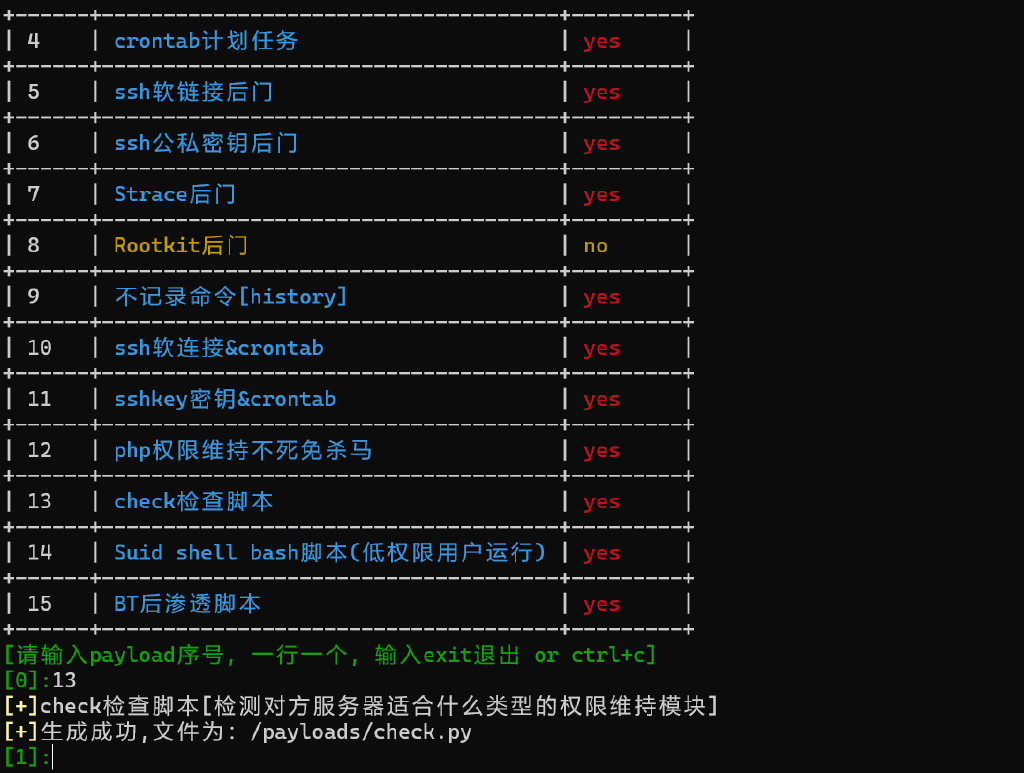 4 crontab计划任务 yes
5 ssh软链接后门 yes
6 ssh公私密钥后门 yes
7 Strace后门 yes
8 Rootkit后门 no
9 不记录命令[history] yes
10 ssh软连接&crontab yes
11 sshkey密钥&crontab yes
12 php权限维持不死免杀马 yes
13 check检查脚本 yes
14 Suid shell bash脚本(低权限用户运行) yes
15 BT后渗透脚本 yes
[请输入payload序号, 一行一个, 输入exit退出 or ctrl+c]
[0]:13
[+]check检查脚本[检测对方服务器适合什么类型的权限维持模块]
[+]生成成功,文件为: /payloads/check.py
[1]: